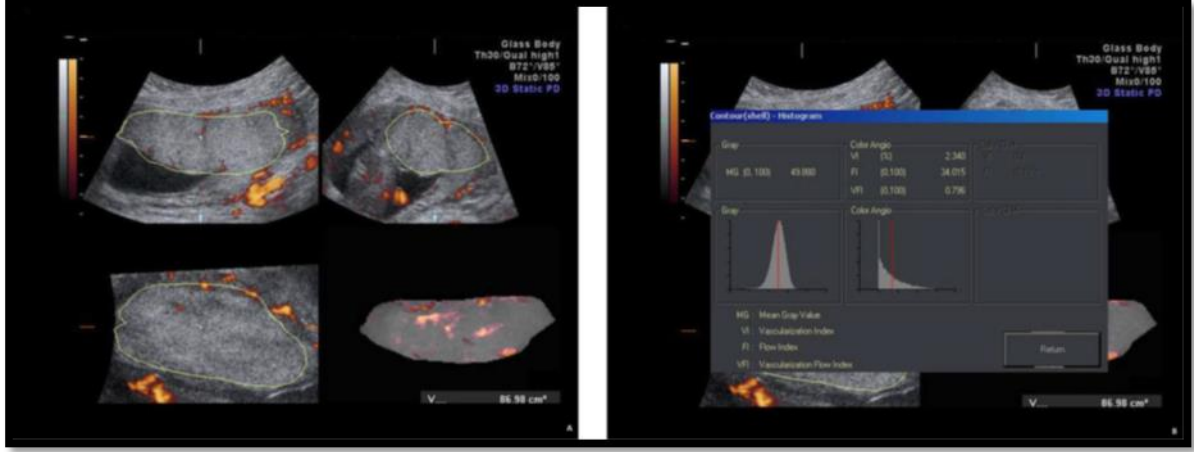 Glass Body
Th30/Qual high1
B72°/V85°
Mix0/100
3D Static PD
86.98 cm³
A
Glass Body
Th30/Qual high1
B72°/V85°
Mix0/100
3D Static PD
Contour(shell) - Histogram
Gray
MG (0, 100) 49.880
Color Angio
VI (%) 2.340
FI (0,100) 34.015
VFI (0,100) 0.796
Gray
Color Angio
MG : Mean Gray Value
VI : Vascularization Index
FI : Flow Index
VFI : Vascularization Flow Index
Return
86.98 cm³
B